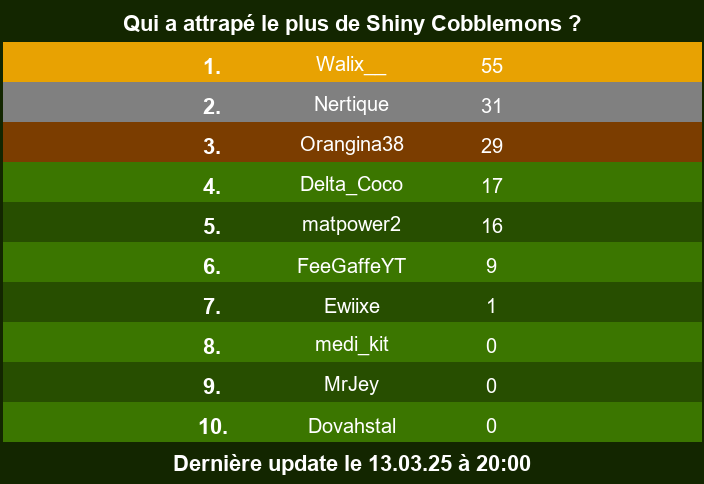 Qui a attrapé le plus de Shiny Cobblemons ?
1. Walix__ 55
2. Nertique 31
3. Orangina38 29
4. Delta_Coco 17
5. matpower2 16
6. FeeGaffeYT 9
7. Ewiixe 1
8. medi_kit 0
9. MrJey 0
10. Dovahstal 0
Dernière update le 13.03.25 à 20:00